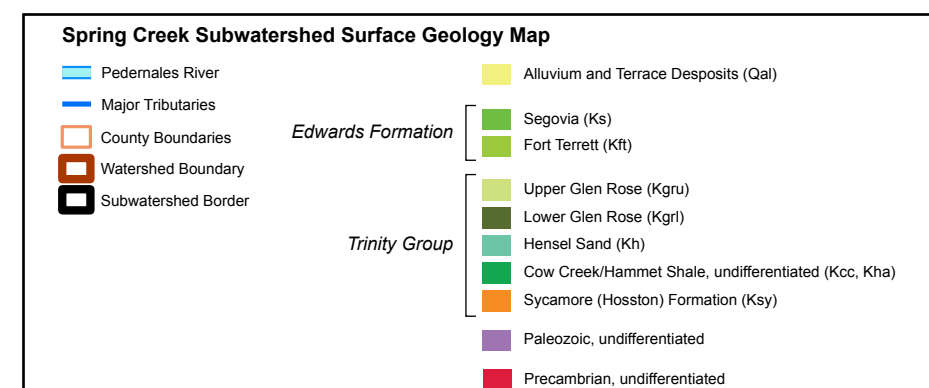 Spring Creek Subwatershed Surface Geology Map
Pedernales River
Major Tributaries
County Boundaries
Watershed Boundary
Subwatershed Border
Alluvium and Terrace Desposits (Qal)
Edwards Formation
Segovia (Ks)
Fort Terrett (Kft)
Trinity Group
Upper Glen Rose (Kgru)
Lower Glen Rose (Kgrl)
Hensel Sand (Kh)
Cow Creek/Hammet Shale, undifferentiated (Kcc, Kha)
Sycamore (Hosston) Formation (Ksy)
Paleozoic, undifferentiated
Precambrian, undifferentiated